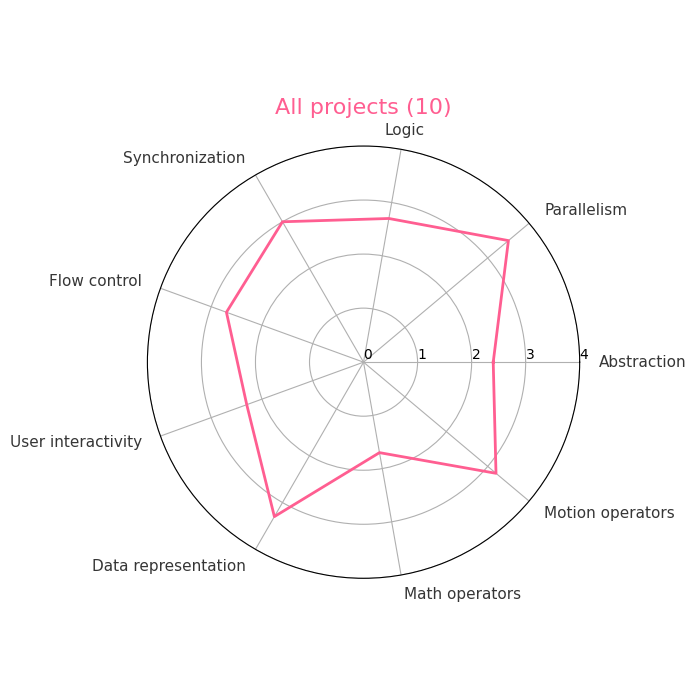 All projects (10)
Logic
Synchronization
Parallelism
Flow control
0 1 2 3 4
Abstraction
User interactivity
Motion operators
Data representation
Math operators